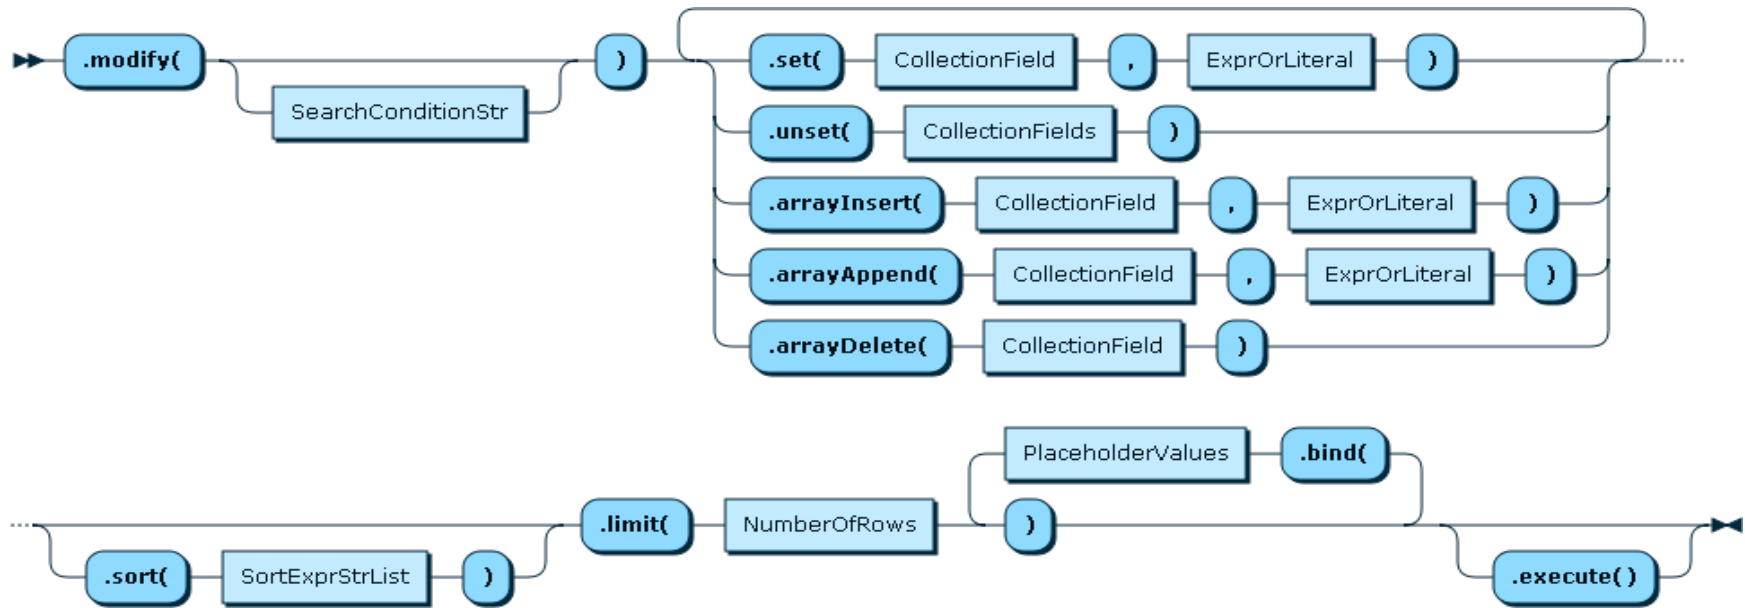 .modify( ) .set( CollectionField , ExprOrLiteral )
SearchConditionStr
.unset( CollectionFields )
.arrayInsert( CollectionField , ExprOrLiteral )
.arrayAppend( CollectionField , ExprOrLiteral )
.arrayDelete( CollectionField )
PlaceholderValues .bind(
.limit( NumberOfRows )
.sort( SortExprStrList )
.execute()